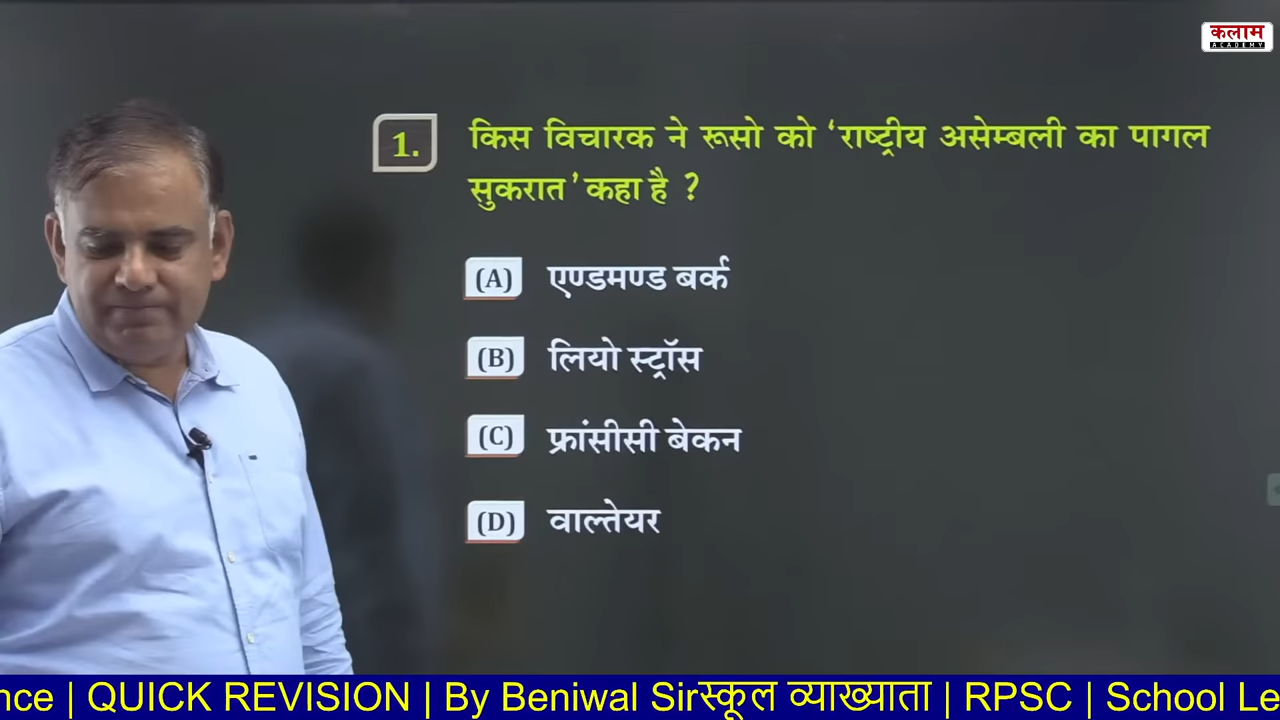 कलाम
ACADEMY
1. किस विचारक ने रूसो को ‘राष्ट्रीय असेम्बली का पागल
सुकरात’ कहा है ?
(A) एण्डमण्ड बर्क
(B) लियो स्ट्रॉस
(C) फ्रांसीसी बेकन
(D) वाल्तेयर
nce | QUICK REVISION | By Beniwal Sirस्कूल व्याख्याता | RPSC | School Le